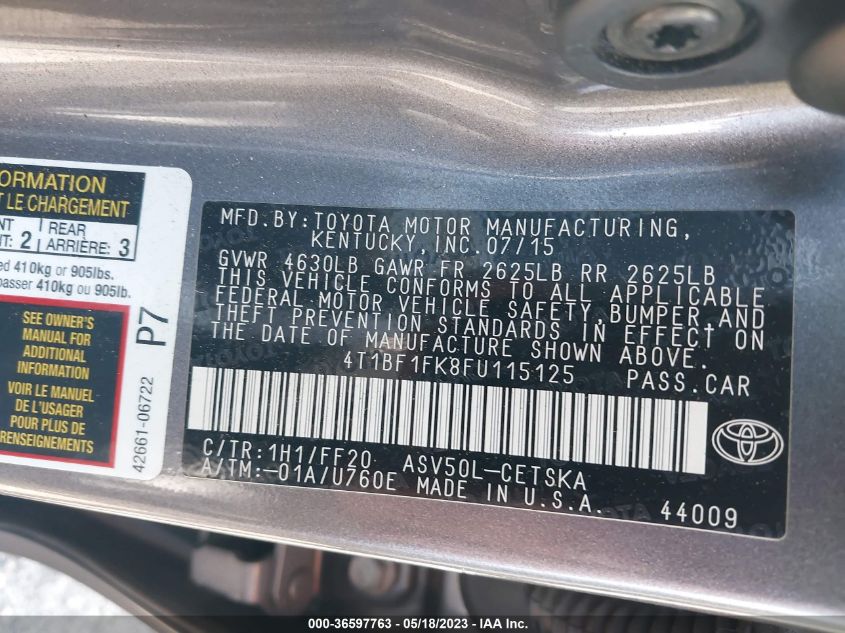 ORMATION
T LE CHARGEMENT
NT REAR
T: 2 ARRIÈRE: 3
ed 410kg or 905lbs.
passer 410kg ou 905lb.
SEE OWNER'S
MANUAL FOR
ADDITIONAL
INFORMATION
VOIR LE MANUEL
DE L'USAGER
POUR PLUS DE
RENSEIGNEMENTS
P7
42661-06722
MFD.BY:TOYOTA MOTOR MANUFACTURING,
KENTUCKY, INC.07/15
GVWR 4630LB GAWR FR 2625LB RR 2625LB
THIS VEHICLE CONFORMS TO ALL APPLICABLE
FEDERAL MOTOR VEHICLE SAFETY,BUMPER,AND
THEFT PREVENTION STANDARDS IN EFFECT ON
THE DATE OF MANUFACTURE SHOWN ABOVE.
4T1BF1FK8FU115125 PASS.CAR
C/TR:1H1/FF20 ASV50L-CETSKA
A/TM:-01A/U760E MADE IN U.S.A.
44009
000-36597763 - 05/18/2023 - IAA Inc.